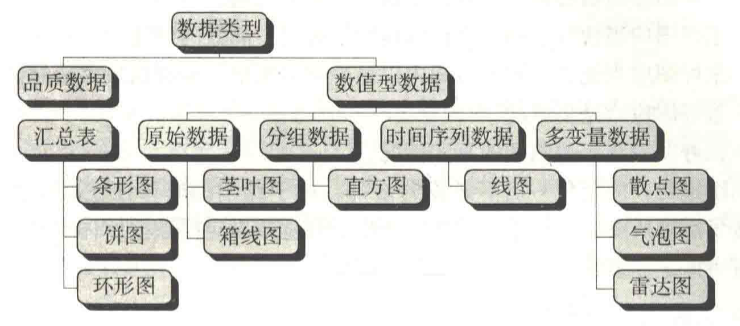 数据类型
品质数据
数值型数据
汇总表
原始数据
分组数据
时间序列数据
多变量数据
条形图
茎叶图
直方图
线图
散点图
饼图
箱线图
气泡图
环形图
雷达图